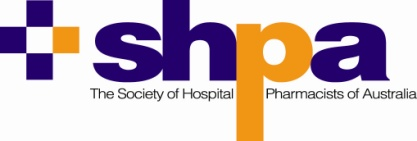 shpa
The Society of Hospital Pharmacists of Australia